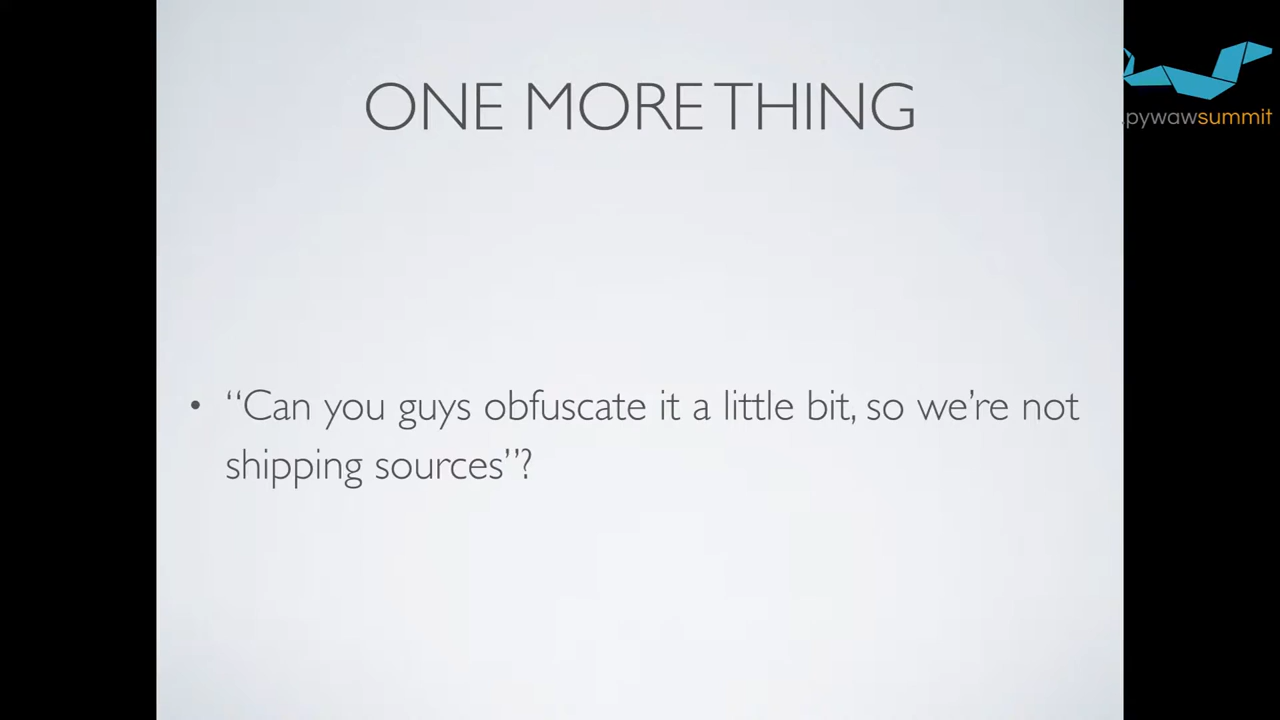 ONE MORE THING
.pywawsummit
• “Can you guys obfuscate it a little bit, so we’re not
shipping sources”?